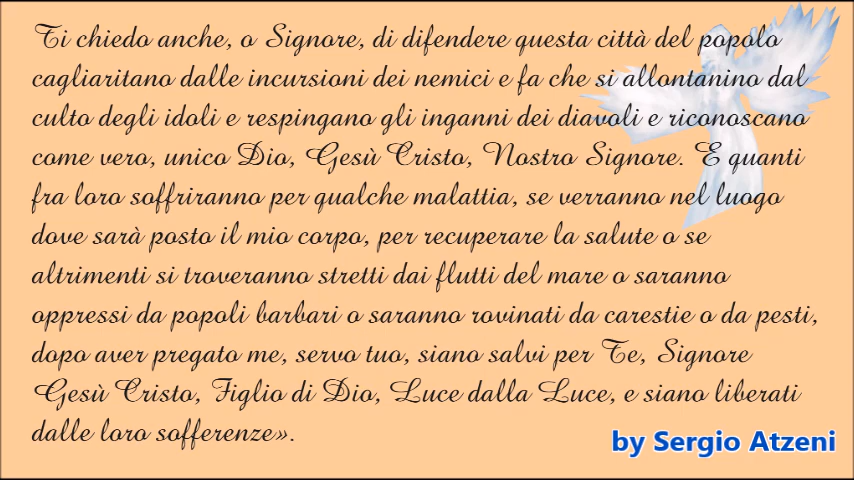 Ti chiedo anche, o Signore, di difendere questa città del popolo
cagliaritano dalle incursioni dei nemici e fa che si allontanino dal
culto degli idoli e respingano gli inganni dei diavoli e riconoscano
come vero, unico Dio, Gesù Cristo, Nostro Signore. E quanti
fra loro soffriranno per qualche malattia, se verranno nel luogo
dove sarà posto il mio corpo, per recuperare la salute o se
altrimenti si troveranno stretti dai flutti del mare o saranno
oppressi da popoli barbari o saranno rovinati da carestie o da pesti,
dopo aver pregato me, servo tuo, siano salvi per Te, Signore
Gesù Cristo, Figlio di Dio, Luce dalla Luce, e siano liberati
dalle loro sofferenze».
by Sergio Atzeni